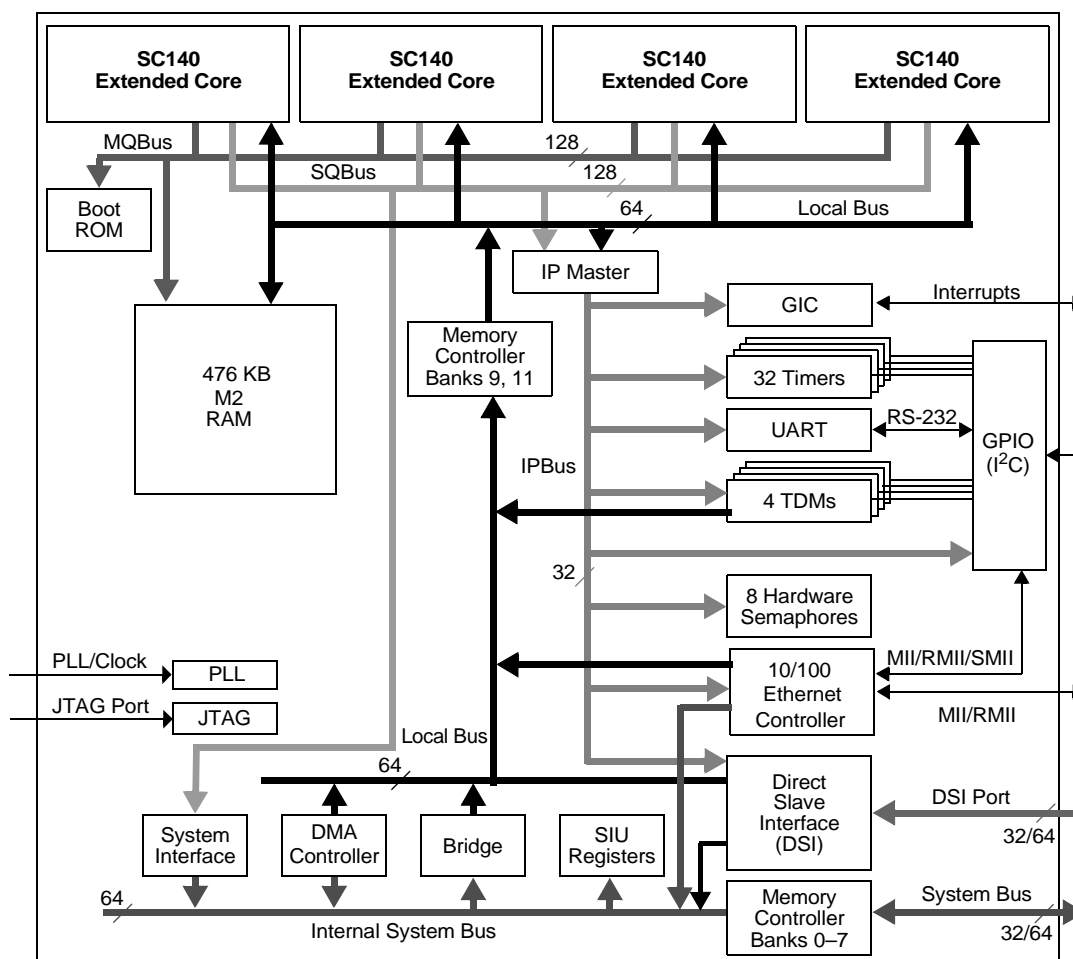 SC140
Extended Core
SC140
Extended Core
SC140
Extended Core
SC140
Extended Core
MQBus
128
SQBus
128
64
Local Bus
Boot
ROM
IP Master
476 KB
M2
RAM
Memory
Controller
Banks 9, 11
GIC
Interrupts
32 Timers
UART
RS-232
GPIO
(I2C)
IPBus
4 TDMs
32
8 Hardware
Semaphores
PLL/Clock
PLL
JTAG Port
JTAG
10/100
Ethernet
Controller
MII/RMII/SMII
MII/RMII
Local Bus
64
Direct
Slave
Interface
(DSI)
DSI Port
32/64
System
Interface
DMA
Controller
Bridge
SIU
Registers
64
Internal System Bus
Memory
Controller
Banks 0–7
System Bus
32/64